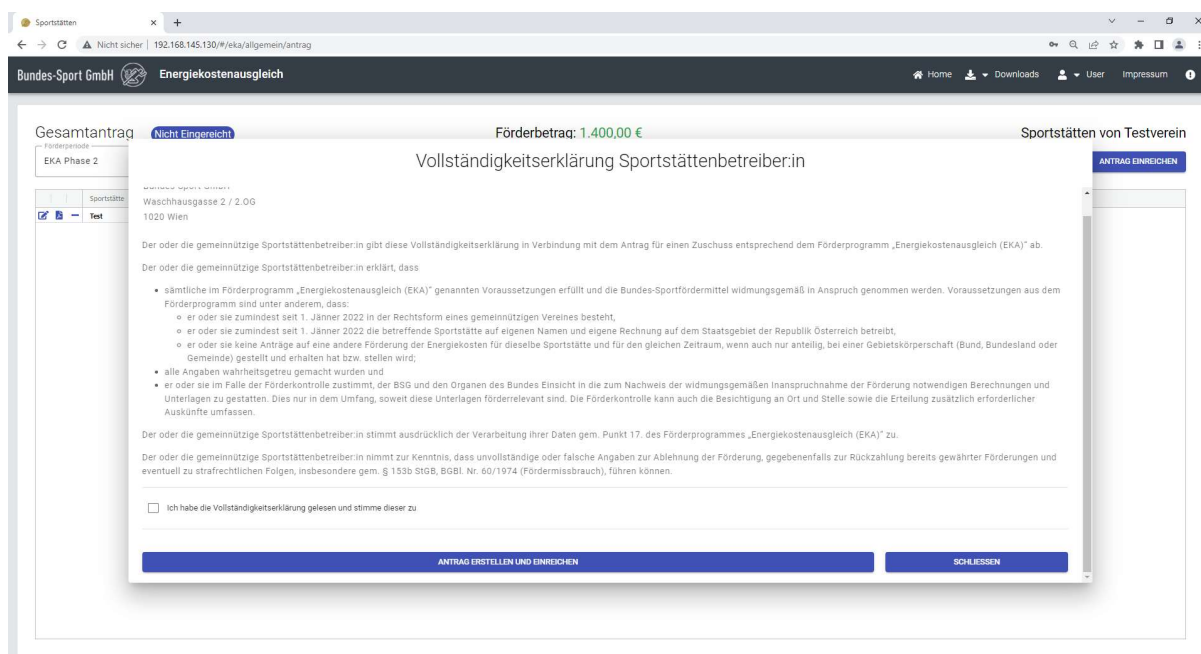 Sportstätten
Nicht sicher | 192.168.145.130/#/eka/allgemein/antrag
Bundes-Sport GmbH Energiekostenausgleich Home Downloads User Impressum
Gesamtantrag Nicht Eingereicht Förderbetrag: 1.400,00 € Sportstätten von Testverein
Förderperiode
EKA Phase 2
ANTRAG EINREICHEN
Sportstätte
Test
Vollständigkeitserklärung Sportstättenbetreiber:in
Bundes-Sport GmbH
Waschhausgasse 2 / 2.OG
1020 Wien
Der oder die gemeinnützige Sportstättenbetreiber:in gibt diese Vollständigkeitserklärung in Verbindung mit dem Antrag für einen Zuschuss entsprechend dem Förderprogramm „Energiekostenausgleich (EKA)“ ab.
Der oder die gemeinnützige Sportstättenbetreiber:in erklärt, dass
sämtliche im Förderprogramm „Energiekostenausgleich (EKA)“ genannten Voraussetzungen erfüllt und die Bundes-Sportfördermittel widmungsgemäß in Anspruch genommen werden. Voraussetzungen aus dem
Förderprogramm sind unter anderem, dass:
er oder sie zumindest seit 1. Jänner 2022 in der Rechtsform eines gemeinnützigen Vereines besteht,
er oder sie zumindest seit 1. Jänner 2022 die betreffende Sportstätte auf eigenen Namen und eigene Rechnung auf dem Staatsgebiet der Republik Österreich betreibt,
er oder sie keine Anträge auf eine andere Förderung der Energiekosten für dieselbe Sportstätte und für den gleichen Zeitraum, wenn auch nur anteilig, bei einer Gebietskörperschaft (Bund, Bundesland oder
Gemeinde) gestellt und erhalten hat bzw. stellen wird;
alle Angaben wahrheitsgetreu gemacht wurden und
er oder sie im Falle der Förderkontrolle zustimmt, der BSG und den Organen des Bundes Einsicht in die zum Nachweis der widmungsgemäßen Inanspruchnahme der Förderung notwendigen Berechnungen und
Unterlagen zu gestatten. Dies nur in dem Umfang, soweit diese Unterlagen förderrelevant sind. Die Förderkontrolle kann auch die Besichtigung an Ort und Stelle sowie die Erteilung zusätzlich erforderlicher
Auskünfte umfassen.
Der oder die gemeinnützige Sportstättenbetreiber:in stimmt ausdrücklich der Verarbeitung ihrer Daten gem. Punkt 17. des Förderprogrammes „Energiekostenausgleich (EKA)“ zu.
Der oder die gemeinnützige Sportstättenbetreiber:in nimmt zur Kenntnis, dass unvollständige oder falsche Angaben zur Ablehnung der Förderung, gegebenenfalls zur Rückzahlung bereits gewährter Förderungen und
eventuell zu strafrechtlichen Folgen, insbesondere gem. § 153b StGB, BGBl. Nr. 60/1974 (Fördermissbrauch), führen können.
Ich habe die Vollständigkeitserklärung gelesen und stimme dieser zu
ANTRAG ERSTELLEN UND EINREICHEN SCHLIESSEN